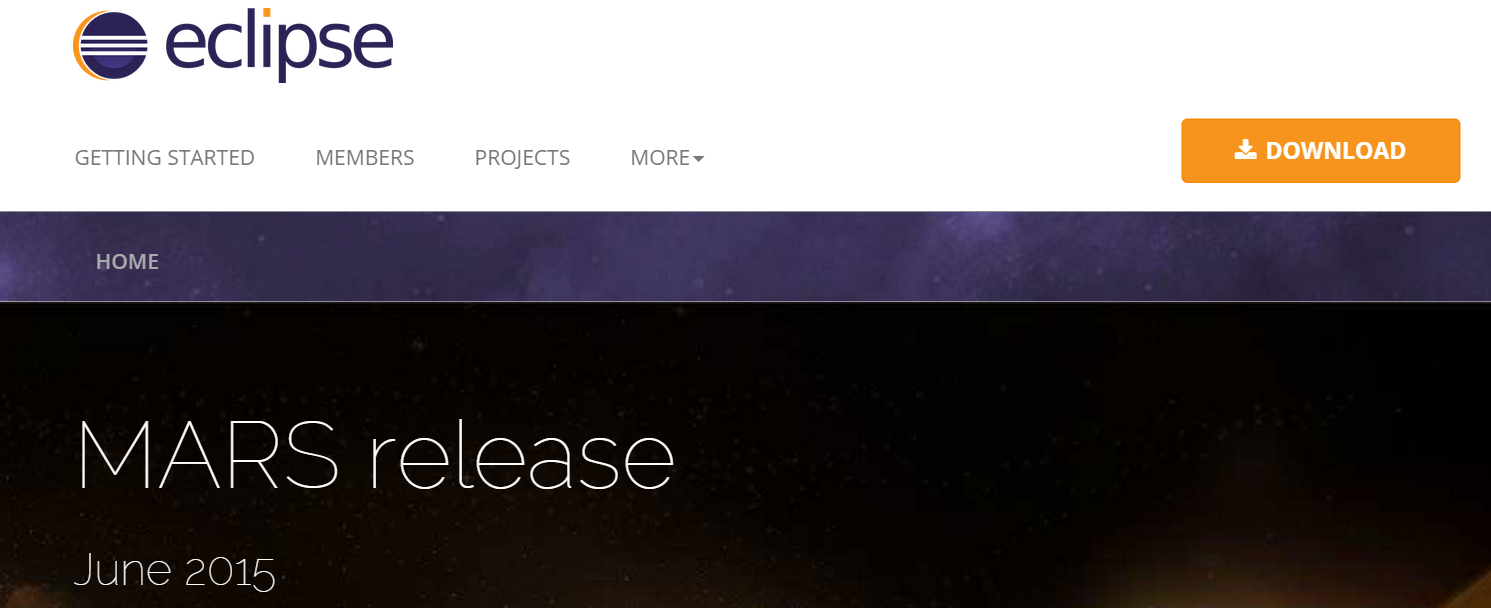 eclipse
GETTING STARTED MEMBERS PROJECTS MORE DOWNLOAD
HOME
MARS release
June 2015